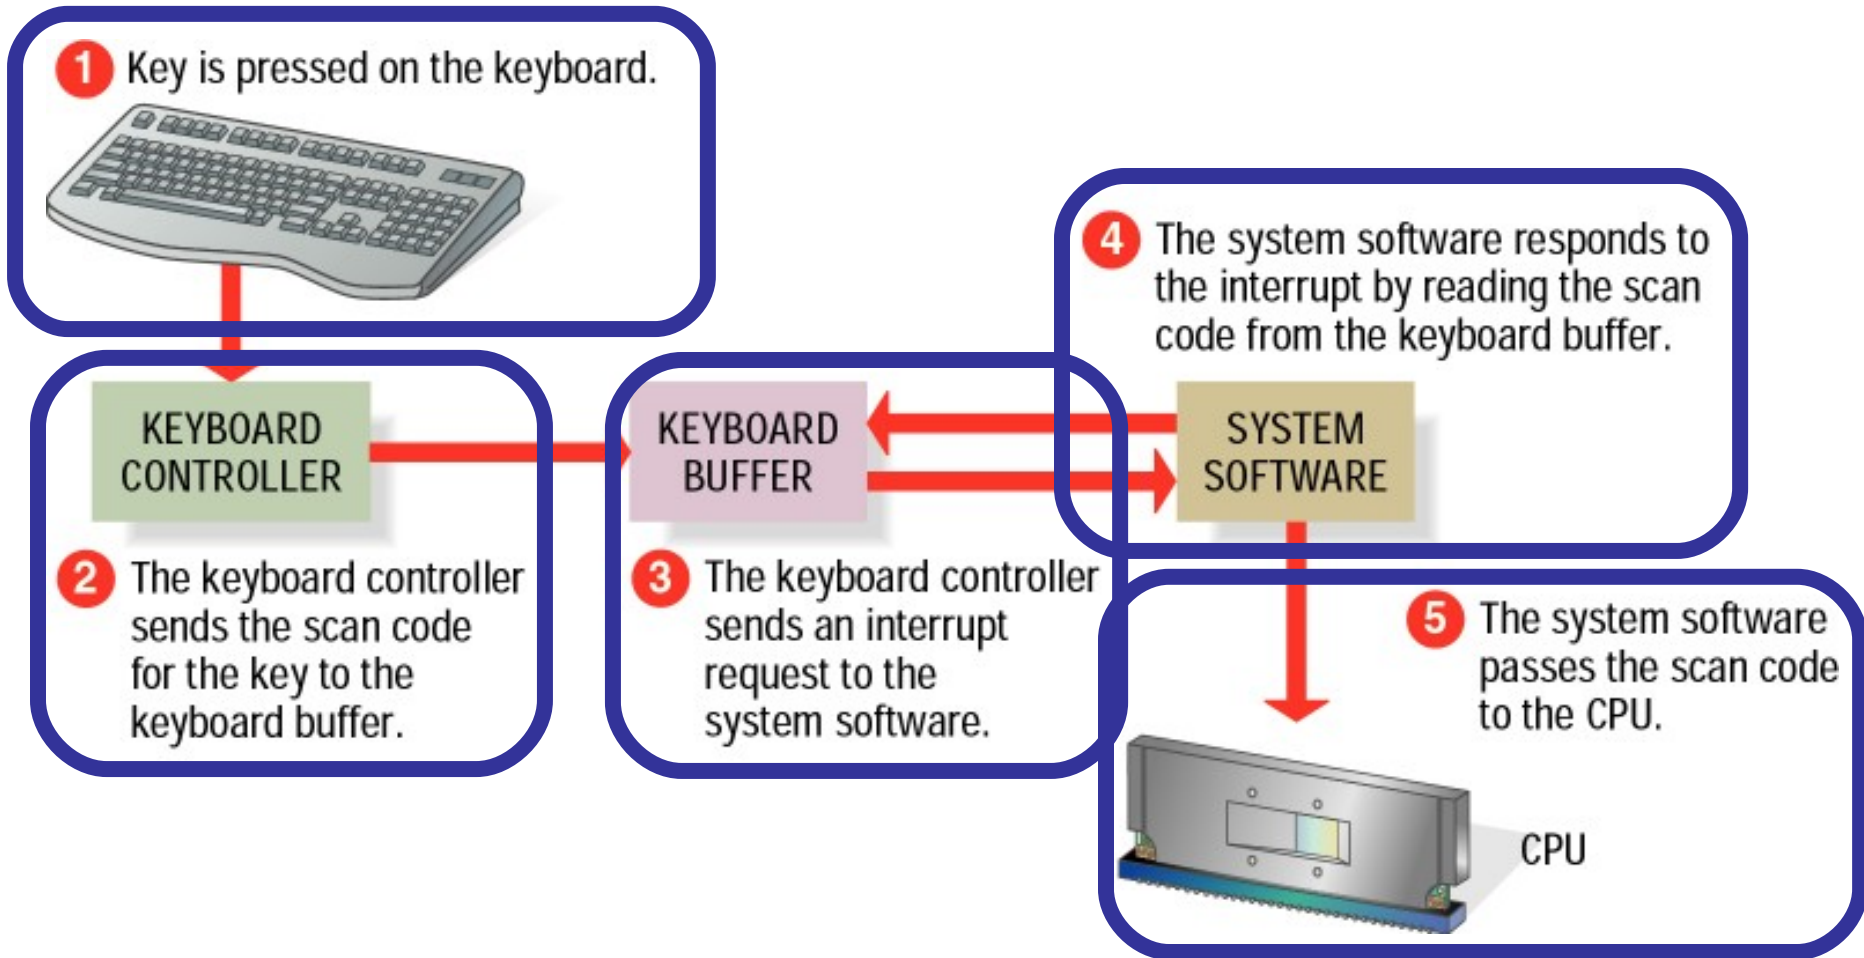 1 Key is pressed on the keyboard.
KEYBOARD
CONTROLLER
2 The keyboard controller
sends the scan code
for the key to the
keyboard buffer.
KEYBOARD
BUFFER
3 The keyboard controller
sends an interrupt
request to the
system software.
4 The system software responds to
the interrupt by reading the scan
code from the keyboard buffer.
SYSTEM
SOFTWARE
5 The system software
passes the scan code
to the CPU.
CPU